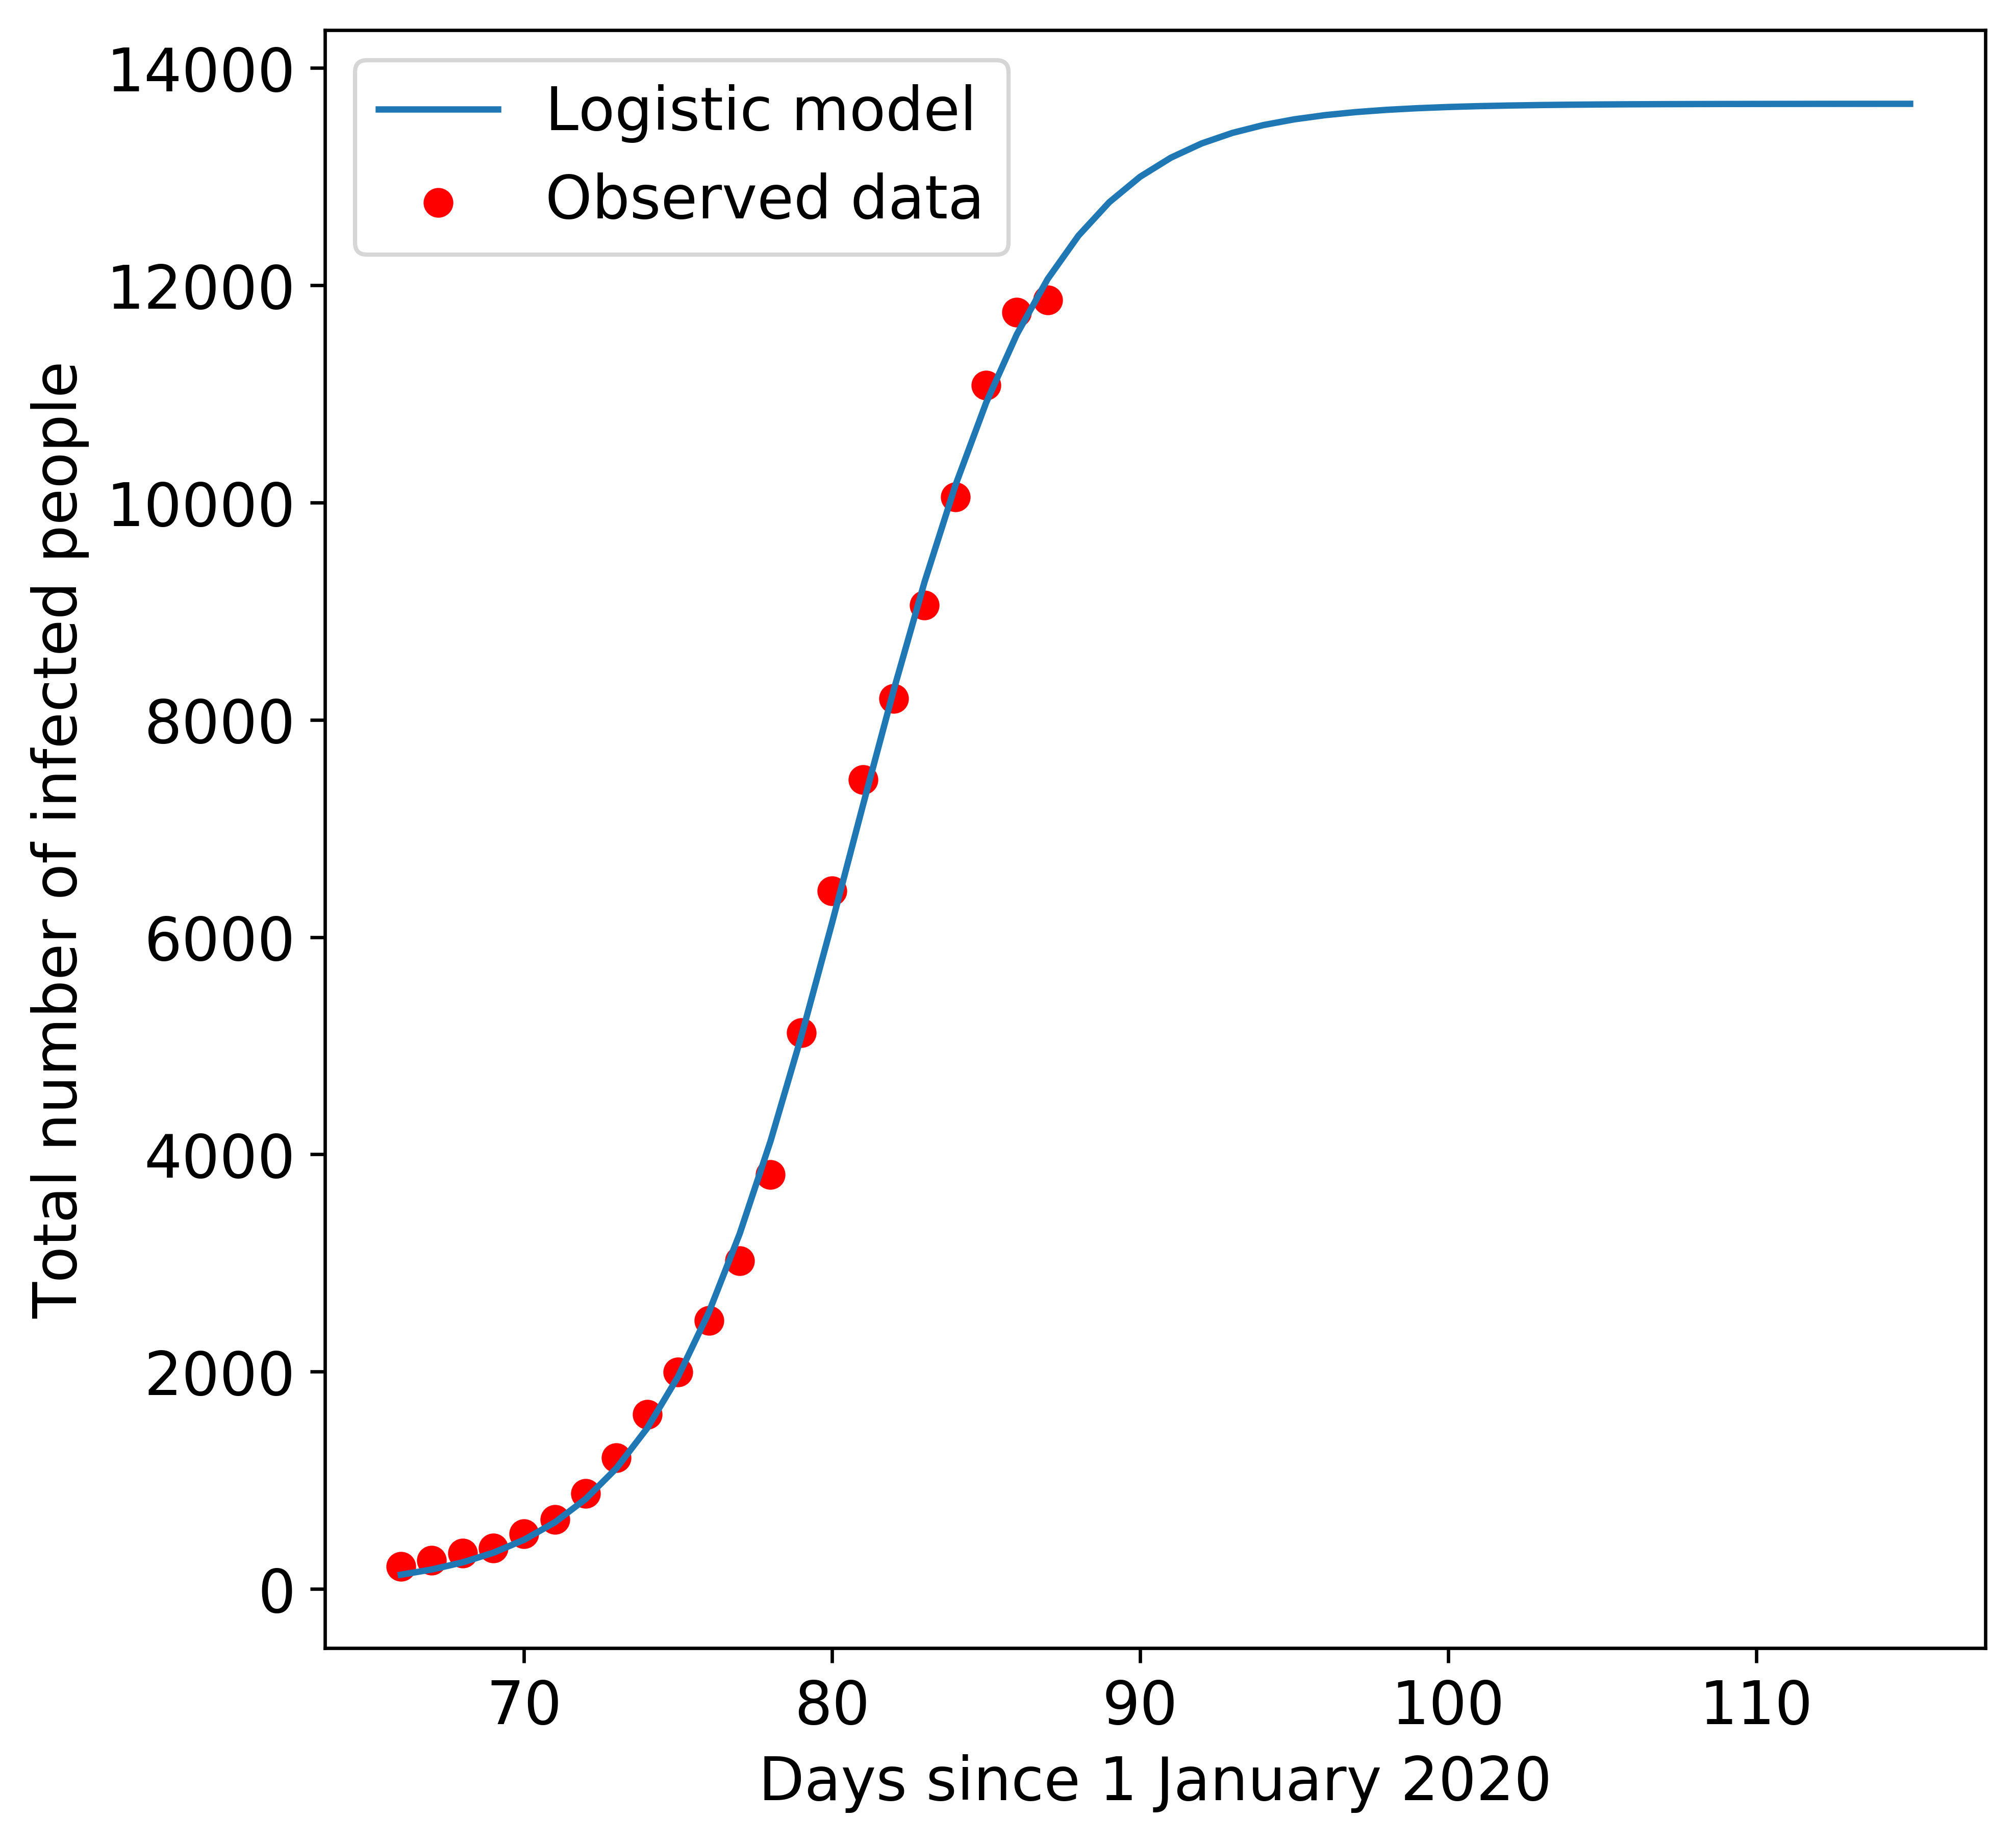 Logistic model
Observed data
Total number of infected people
14000
12000
10000
8000
6000
4000
2000
0
70 80 90 100 110
Days since 1 January 2020